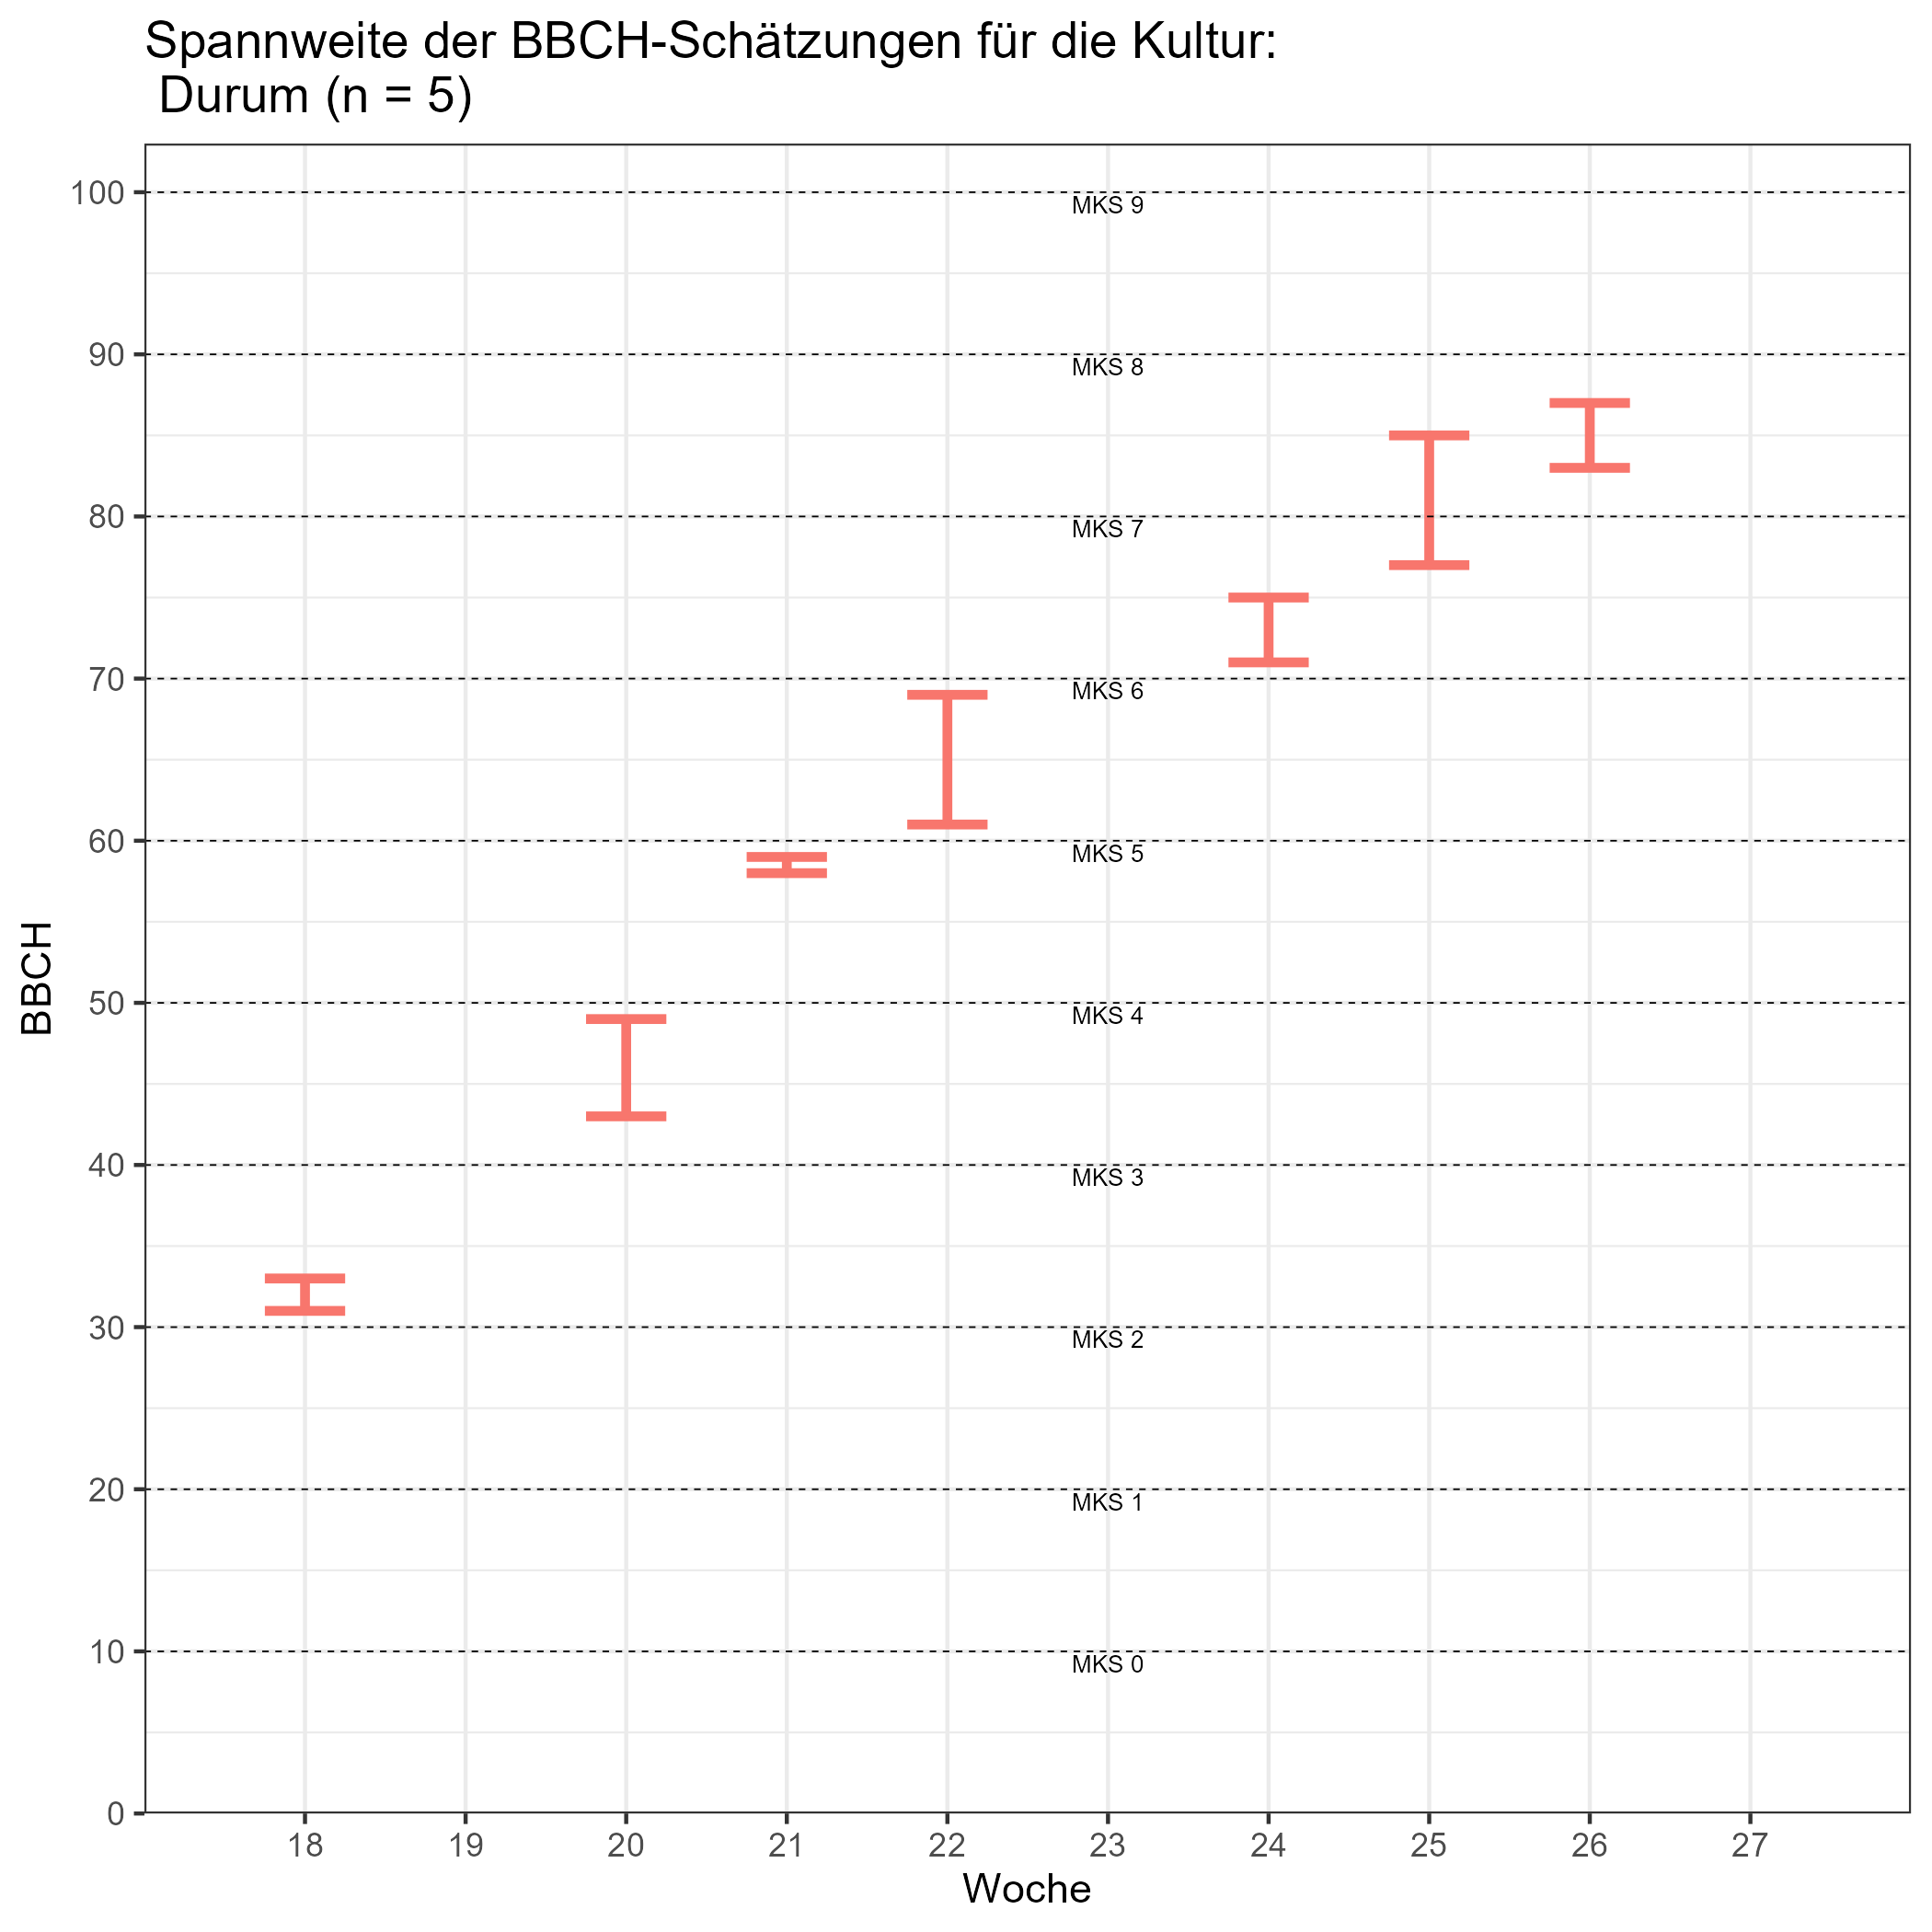 Spannweite der BBCH-Schätzungen für die Kultur:
Durum (n = 5)
100
MKS 9
90
MKS 8
80
MKS 7
70
MKS 6
60
MKS 5
BBCH
50
MKS 4
40
MKS 3
30
MKS 2
20
MKS 1
10
MKS 0
0
18 19 20 21 22 23 24 25 26 27
Woche